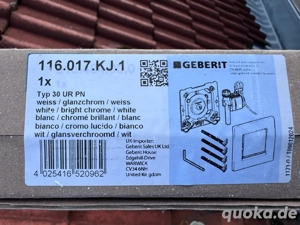 116.017.KJ.1
1x
GEBERIT
Typ 30 UR PN
weiss / glanzchrom / weiss
white / bright chrome / white
blanc / chromé brillant / blanc
bianco / cromo lucido / bianco
wit / glansverchroomd / wit
UK-Importer:
Geberit Sales UK Ltd
Geberit House
Edgehill Drive
WARWICK
CV34 6NH
United Kingdom
4 025416 520962
quoka.de